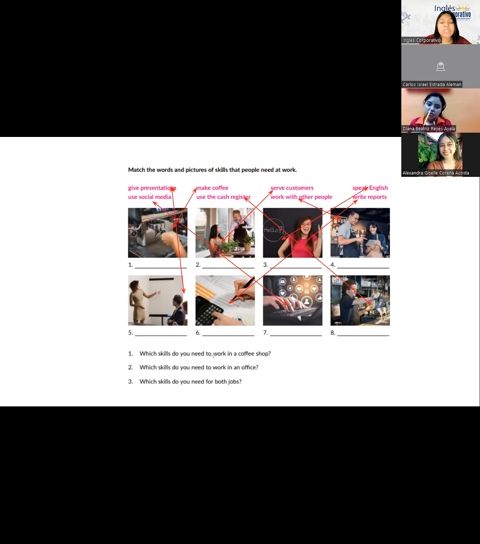 Inglés
Corporativo
Inglés Corporativo
Carlos Israel Estrada Aleman
Diana Beatriz Reyes Ayala
Alexandra Giselle Corena Acosta
Match the words and pictures of skills that people need at work.
give presentations make coffee serve customers speak English
use social media use the cash register work with other people write reports
Hello
1. 2. 3. 4.
5. 6. 7. 8.
1. Which skills do you need to work in a coffee shop?
2. Which skills do you need to work in an office?
3. Which skills do you need for both jobs?